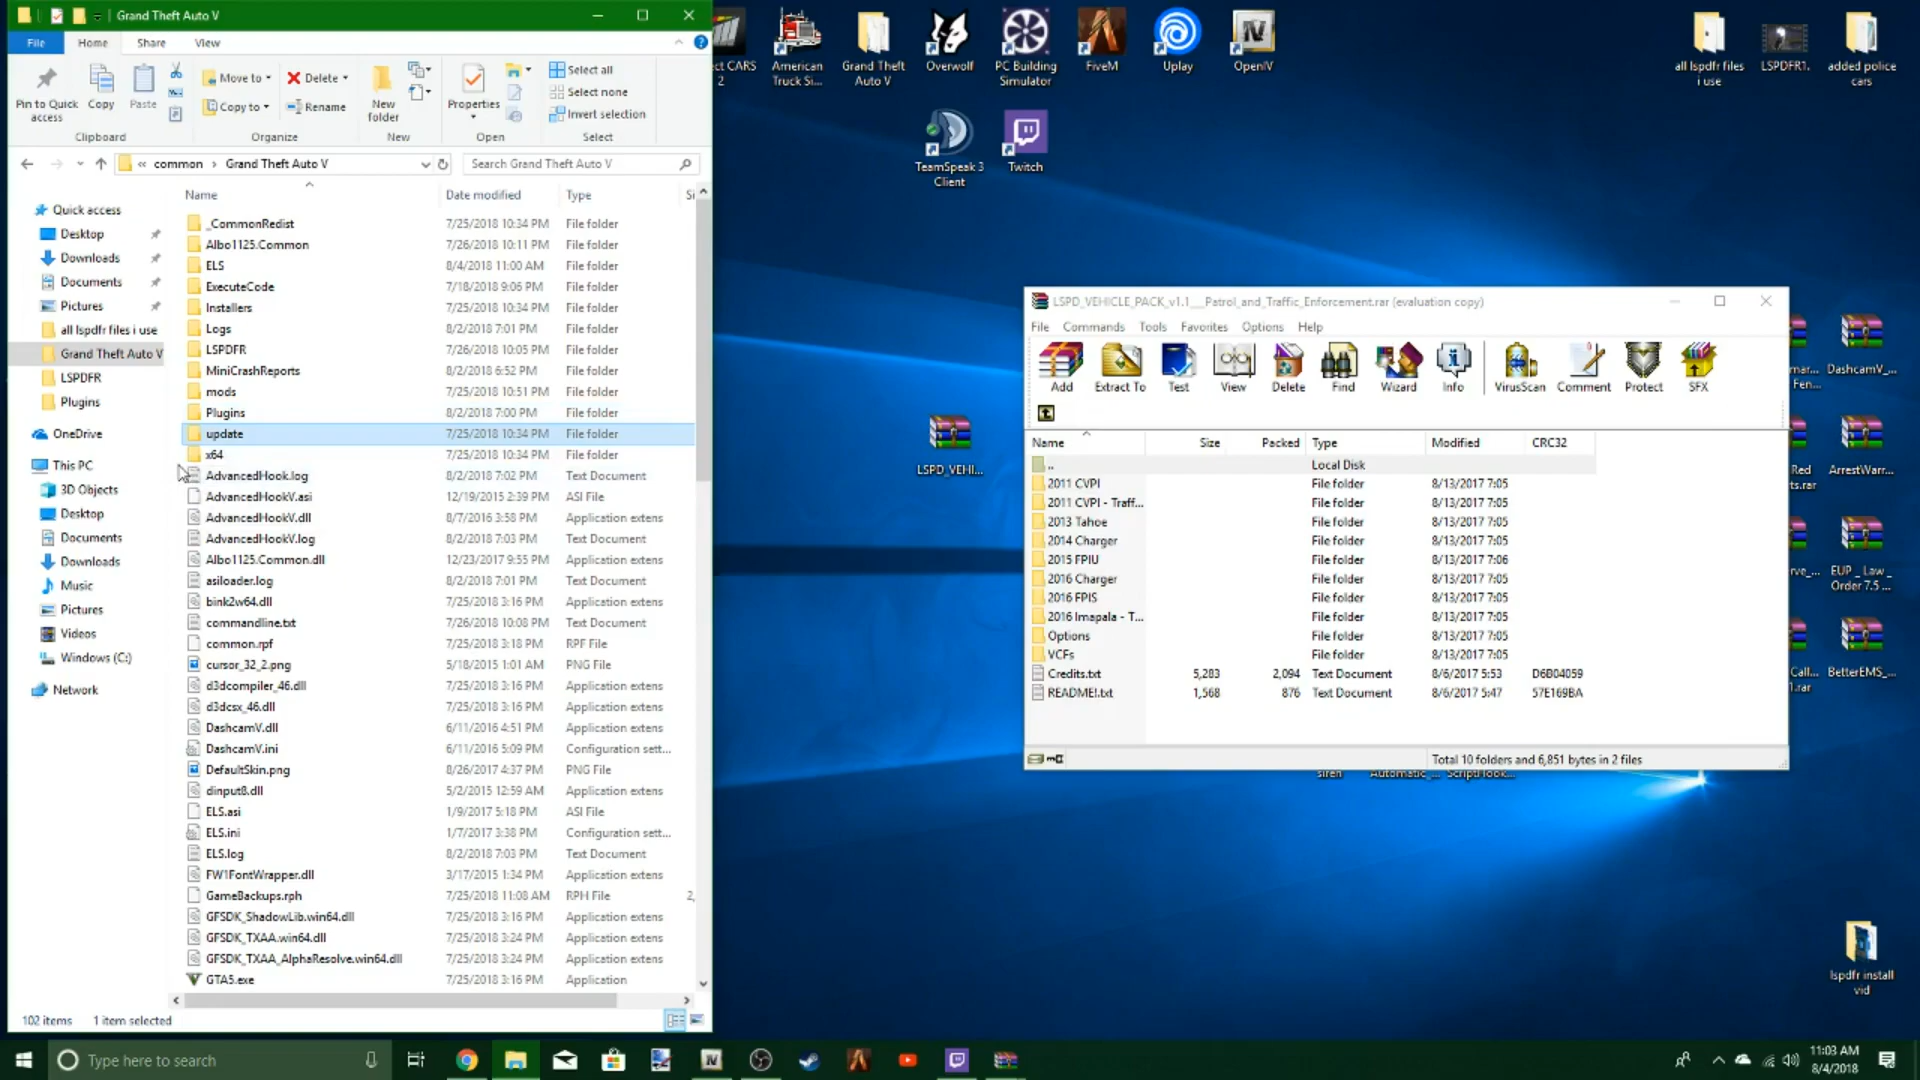 Grand Theft Auto V
File Home Share View
Pin to Quick access
Copy
Paste
Clipboard
Move to
Copy to
Delete
Rename
Organize
New folder
New
Properties
Open
Select all
Select none
Invert selection
Select
« common › Grand Theft Auto V
Search Grand Theft Auto V
Name Date modified Type Si
Quick access
Desktop
Downloads
Documents
Pictures
all lspdfr files i use
Grand Theft Auto V
LSPDFR
Plugins
OneDrive
This PC
3D Objects
Desktop
Documents
Downloads
Music
Pictures
Videos
Windows (C:)
Network
_CommonRedist 7/25/2018 10:34 PM File folder
Albo1125.Common 7/26/2018 10:11 PM File folder
ELS 8/4/2018 11:00 AM File folder
ExecuteCode 7/18/2018 9:06 PM File folder
Installers 7/25/2018 10:34 PM File folder
Logs 8/2/2018 7:01 PM File folder
LSPDFR 7/26/2018 10:05 PM File folder
MiniCrashReports 8/2/2018 6:52 PM File folder
mods 7/25/2018 10:51 PM File folder
Plugins 8/2/2018 7:00 PM File folder
update 7/25/2018 10:34 PM File folder
x64 7/25/2018 10:34 PM File folder
AdvancedHook.log 8/2/2018 7:02 PM Text Document
AdvancedHookV.asi 12/19/2015 2:39 PM ASI File
AdvancedHookV.dll 8/7/2016 3:58 PM Application extens
AdvancedHookV.log 8/2/2018 7:03 PM Text Document
Albo1125.Common.dll 12/23/2017 9:55 PM Application extens
asiloader.log 8/2/2018 7:01 PM Text Document
bink2w64.dll 7/25/2018 3:16 PM Application extens
commandline.txt 7/26/2018 10:08 PM Text Document
common.rpf 7/25/2018 3:18 PM RPF File
cursor_32_2.png 5/18/2015 1:01 AM PNG File
d3dcompiler_46.dll 7/25/2018 3:16 PM Application extens
d3dcsx_46.dll 7/25/2018 3:16 PM Application extens
DashcamV.dll 6/11/2016 4:51 PM Application extens
DashcamV.ini 6/11/2016 5:09 PM Configuration sett...
DefaultSkin.png 8/26/2017 4:37 PM PNG File
dinput8.dll 5/2/2015 12:59 AM Application extens
ELS.asi 1/9/2017 5:18 PM ASI File
ELS.ini 1/7/2017 3:38 PM Configuration sett...
ELS.log 8/2/2018 7:03 PM Text Document
FW1FontWrapper.dll 3/17/2015 1:34 PM Application extens
GameBackups.rph 7/25/2018 11:08 AM RPH File 2,
GFSDK_ShadowLib.win64.dll 7/25/2018 3:16 PM Application extens
GFSDK_TXAA.win64.dll 7/25/2018 3:24 PM Application extens
GFSDK_TXAA_AlphaResolve.win64.dll 7/25/2018 3:24 PM Application extens
GTA5.exe 7/25/2018 3:16 PM Application
102 items 1 item selected
ct CARS 2
American Truck Si...
Grand Theft Auto V
Overwolf
PC Building Simulator
FiveM
Uplay
OpenIV
TeamSpeak 3 Client
Twitch
all lspdfr files i use
LSPDFR1.
added police cars
LSPD_VEHI...
LSPD_VEHICLE_PACK_v1.1___Patrol_and_Traffic_Enforcement.rar (evaluation copy)
File Commands Tools Favorites Options Help
Add Extract To Test View Delete Find Wizard Info VirusScan Comment Protect SFX
Name Size Packed Type Modified CRC32
.. Local Disk
2011 CVPI File folder 8/13/2017 7:05
2011 CVPI - Traff... File folder 8/13/2017 7:05
2013 Tahoe File folder 8/13/2017 7:05
2014 Charger File folder 8/13/2017 7:05
2015 FPIU File folder 8/13/2017 7:06
2016 Charger File folder 8/13/2017 7:05
2016 FPIS File folder 8/13/2017 7:05
2016 Imapala - T... File folder 8/13/2017 7:05
Options File folder 8/13/2017 7:05
VCFs File folder 8/13/2017 7:05
Credits.txt 5,283 2,094 Text Document 8/6/2017 5:53 D6B04059
README!.txt 1,568 876 Text Document 8/6/2017 5:47 57E169BA
Total 10 folders and 6,851 bytes in 2 files
siren Automatic_... ScriptHook...
mar... Fen...
DashcamV_...
Red ts.rar
ArrestWarr...
rve_...
EUP _ Law _ Order 7.5 ...
Call... 1.rar
BetterEMS_...
lspdfr install vid
Type here to search
11:03 AM
8/4/2018